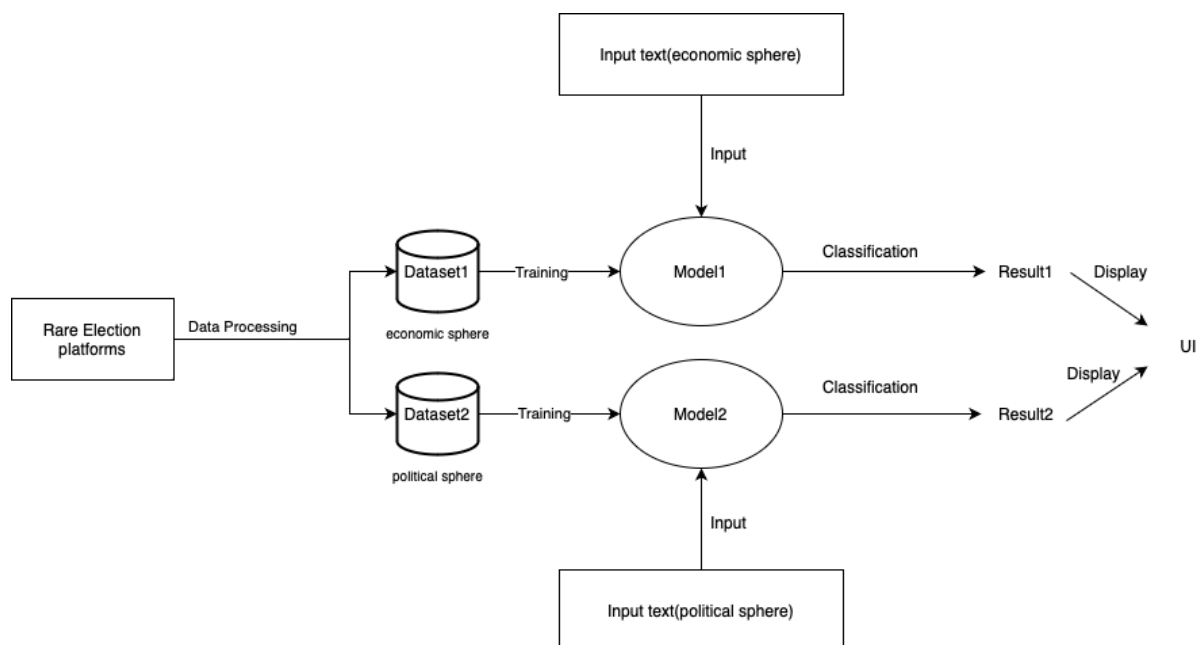 Input text(economic sphere)
Input
Dataset1
Training
Model1
Classification
Result1
Display
economic sphere
Rare Election
platforms
Data Processing
UI
Dataset2
Training
Model2
Classification
Result2
Display
political sphere
Input
Input text(political sphere)